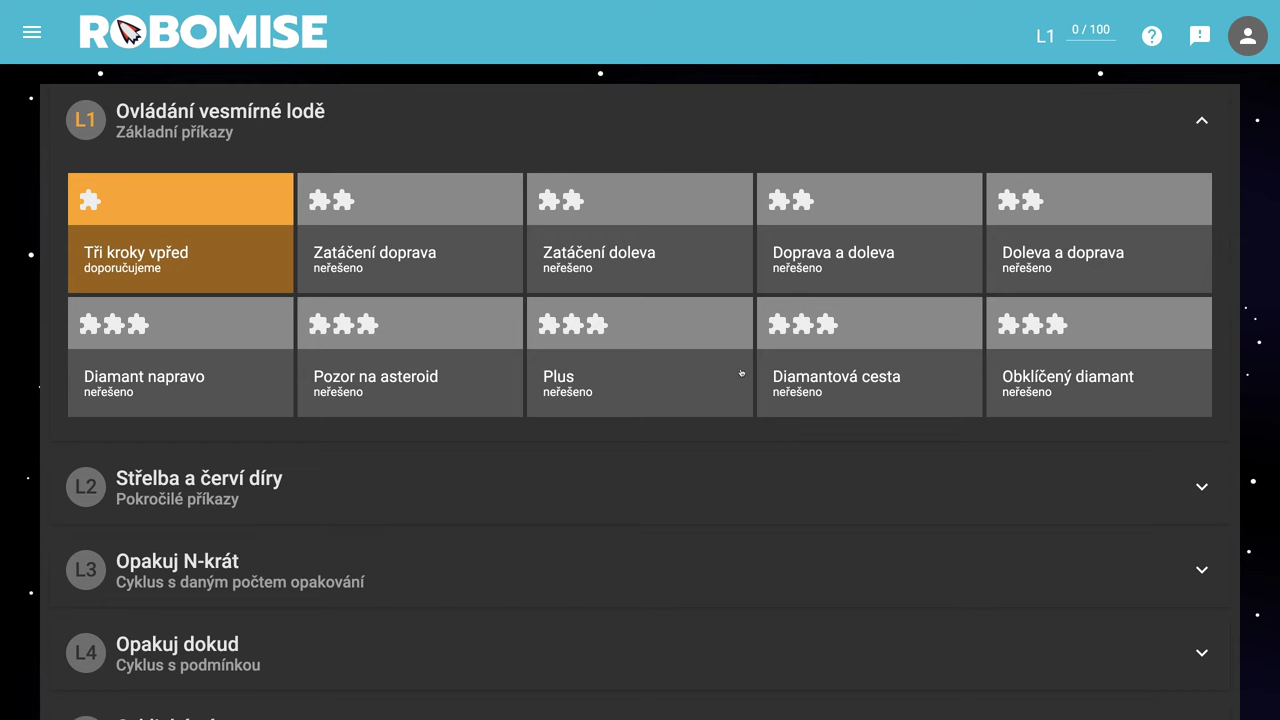 ROBOMISE
L1 0 / 100
L1 Ovládání vesmírné lodě
Základní příkazy
Tři kroky vpřed
doporučujeme
Zatáčení doprava
neřešeno
Zatáčení doleva
neřešeno
Doprava a doleva
neřešeno
Doleva a doprava
neřešeno
Diamant napravo
neřešeno
Pozor na asteroid
neřešeno
Plus
neřešeno
Diamantová cesta
neřešeno
Obklíčený diamant
neřešeno
L2 Střelba a červí díry
Pokročilé příkazy
L3 Opakuj N-krát
Cyklus s daným počtem opakování
L4 Opakuj dokud
Cyklus s podmínkou